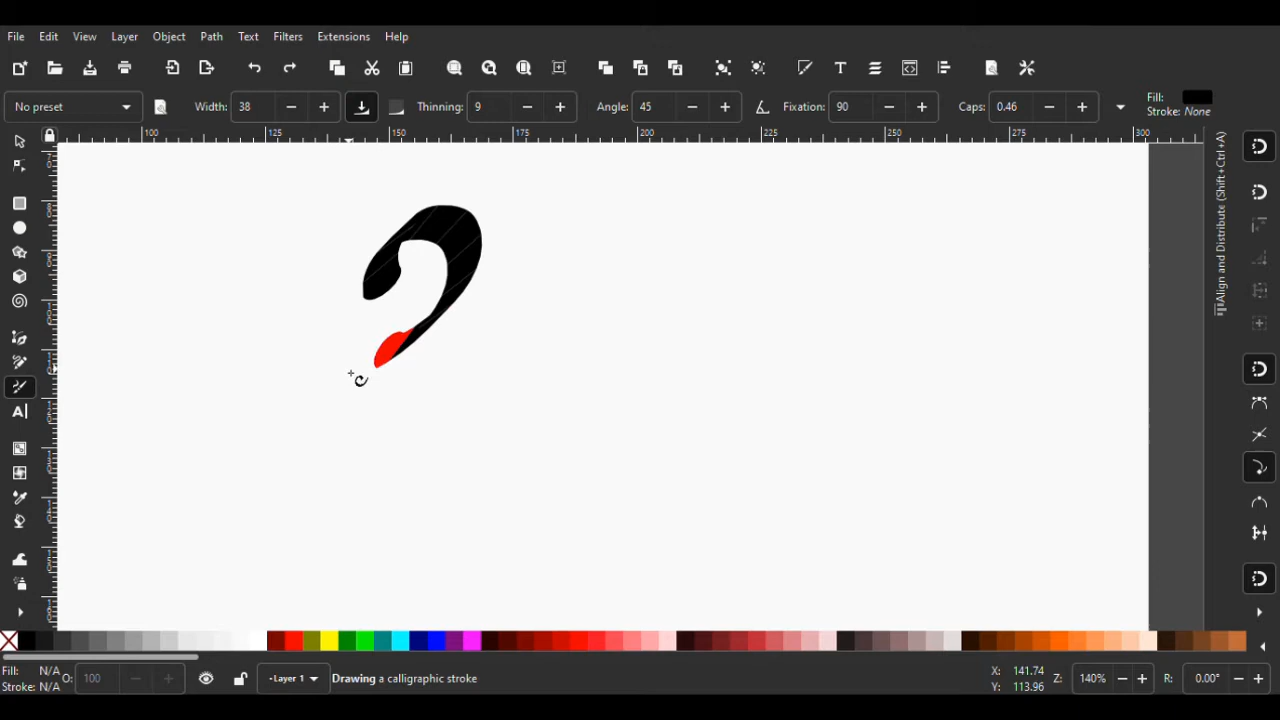 File Edit View Layer Object Path Text Filters Extensions Help
No preset Width: 38 Thinning: 9 Angle: 45 Fixation: 90 Caps: 0.46 Fill: Stroke: None
100 125 150 175 200 225 250 275 300
Align and Distribute (Shift+Ctrl+A)
Fill: N/A Stroke: N/A O: 100 Layer 1 Drawing a calligraphic stroke X: 141.74 Y: 113.96 Z: 140% R: 0.00°